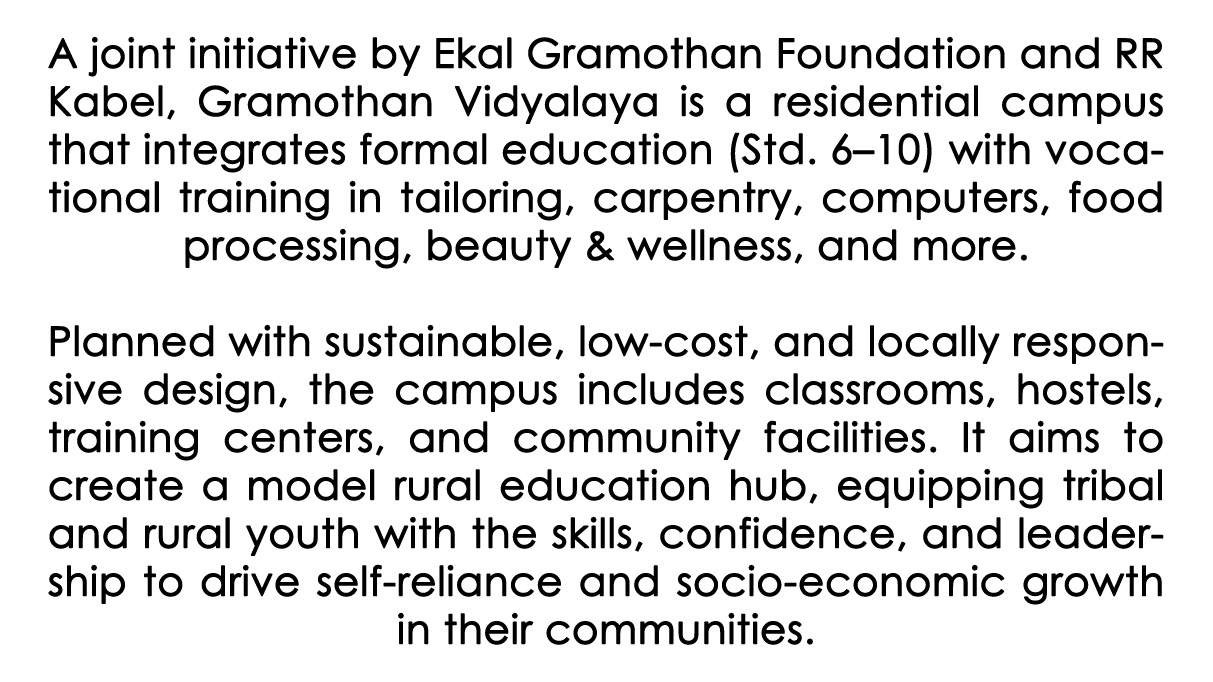 A joint initiative by Ekal Gramothan Foundation and RR
Kabel, Gramothan Vidyalaya is a residential campus
that integrates formal education (Std. 6–10) with voca-
tional training in tailoring, carpentry, computers, food
processing, beauty & wellness, and more.
Planned with sustainable, low-cost, and locally respon-
sive design, the campus includes classrooms, hostels,
training centers, and community facilities. It aims to
create a model rural education hub, equipping tribal
and rural youth with the skills, confidence, and leader-
ship to drive self-reliance and socio-economic growth
in their communities.